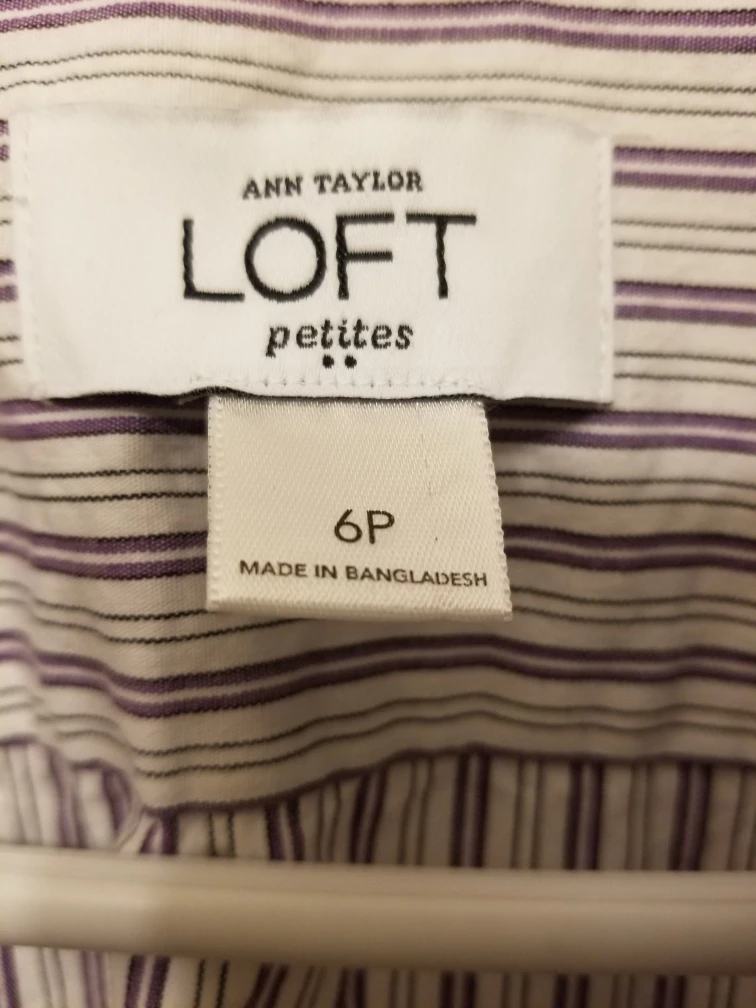 ANN TAYLOR
LOFT
petites
6P
MADE IN BANGLADESH